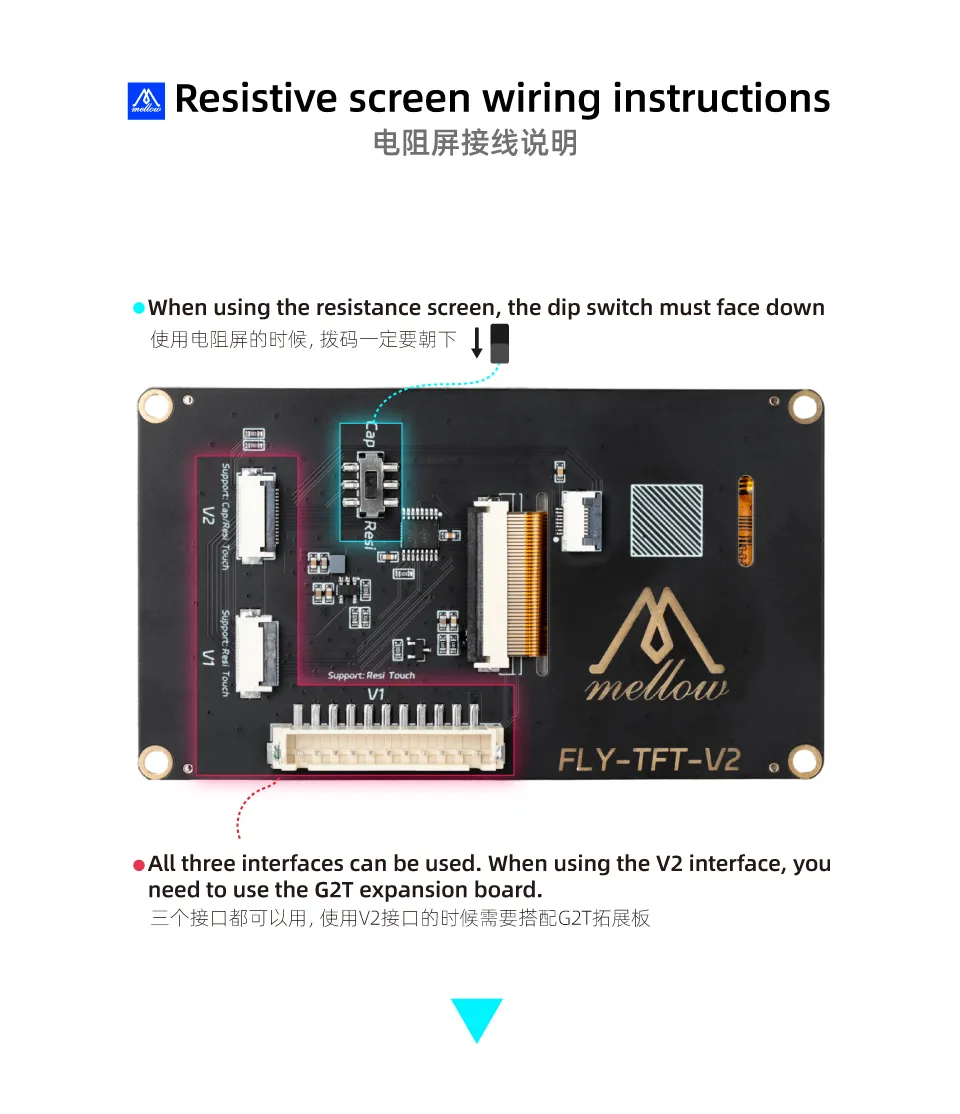 mellow
Resistive screen wiring instructions
电阻屏接线说明
When using the resistance screen, the dip switch must face down
使用电阻屏的时候, 拨码一定要朝下
Cap
Resi
Support: Cap/Resi Touch
V2
Support: Resi Touch
V1
Support: Resi Touch
V1
mellow
FLY-TFT-V2
All three interfaces can be used. When using the V2 interface, you
need to use the G2T expansion board.
三个接口都可以用, 使用V2接口的时候需要搭配G2T拓展板